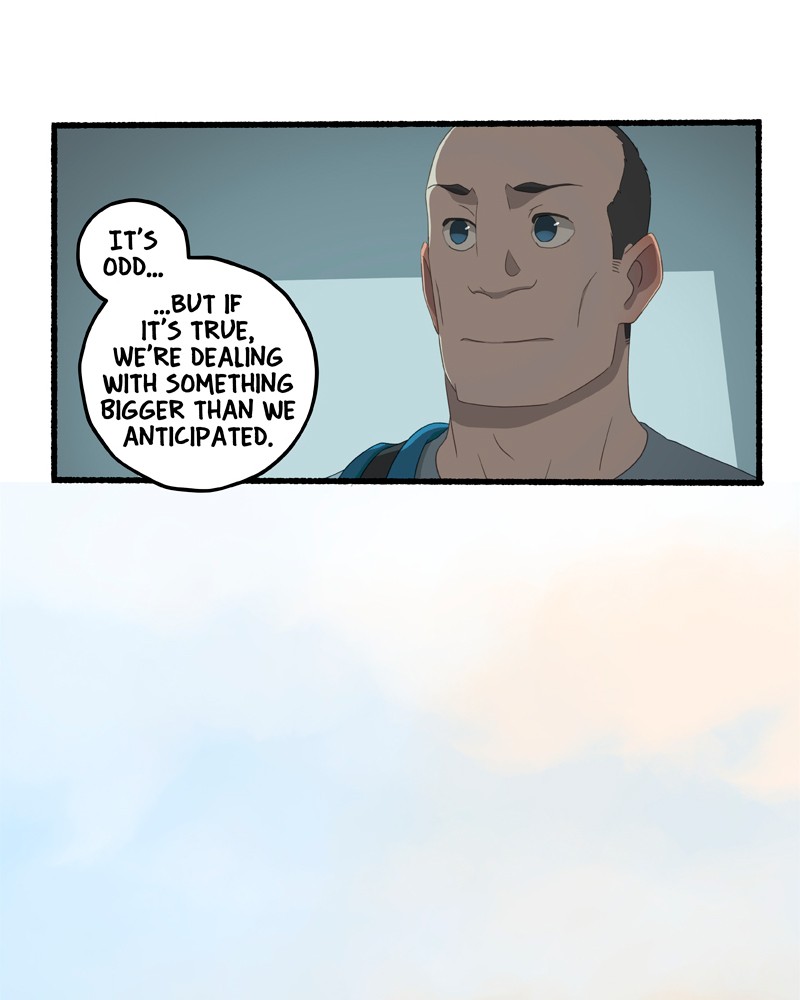 IT'S
ODD...
...BUT IF
IT'S TRUE,
WE'RE DEALING
WITH SOMETHING
BIGGER THAN WE
ANTICIPATED.